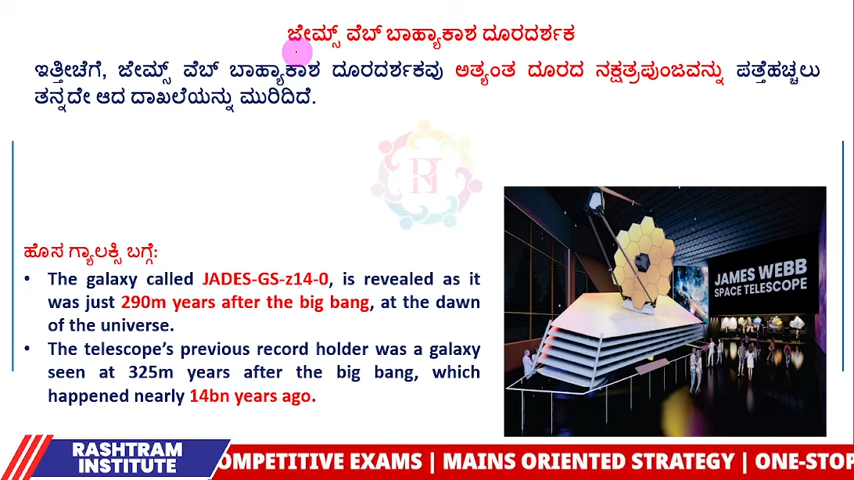 ಜೇಮ್ಸ್ ವೆಬ್ ಬಾಹ್ಯಾಕಾಶ ದೂರದರ್ಶಕ
ಇತ್ತೀಚೆಗೆ, ಜೇಮ್ಸ್ ವೆಬ್ ಬಾಹ್ಯಾಕಾಶ ದೂರದರ್ಶಕವು ಅತ್ಯಂತ ದೂರದ ನಕ್ಷತ್ರಪುಂಜವನ್ನು ಪತ್ತೆಹಚ್ಚಲು
ತನ್ನದೇ ಆದ ದಾಖಲೆಯನ್ನು ಮುರಿದಿದೆ.
RI
ಹೊಸ ಗ್ಯಾಲಕ್ಸಿ ಬಗ್ಗೆ:
• The galaxy called JADES-GS-z14-0, is revealed as it
was just 290m years after the big bang, at the dawn
of the universe.
• The telescope's previous record holder was a galaxy
seen at 325m years after the big bang, which
happened nearly 14bn years ago.
JAMES WEBB
SPACE TELESCOPE
RASHTRAM
INSTITUTE
OMPETITIVE EXAMS | MAINS ORIENTED STRATEGY | ONE-STOP